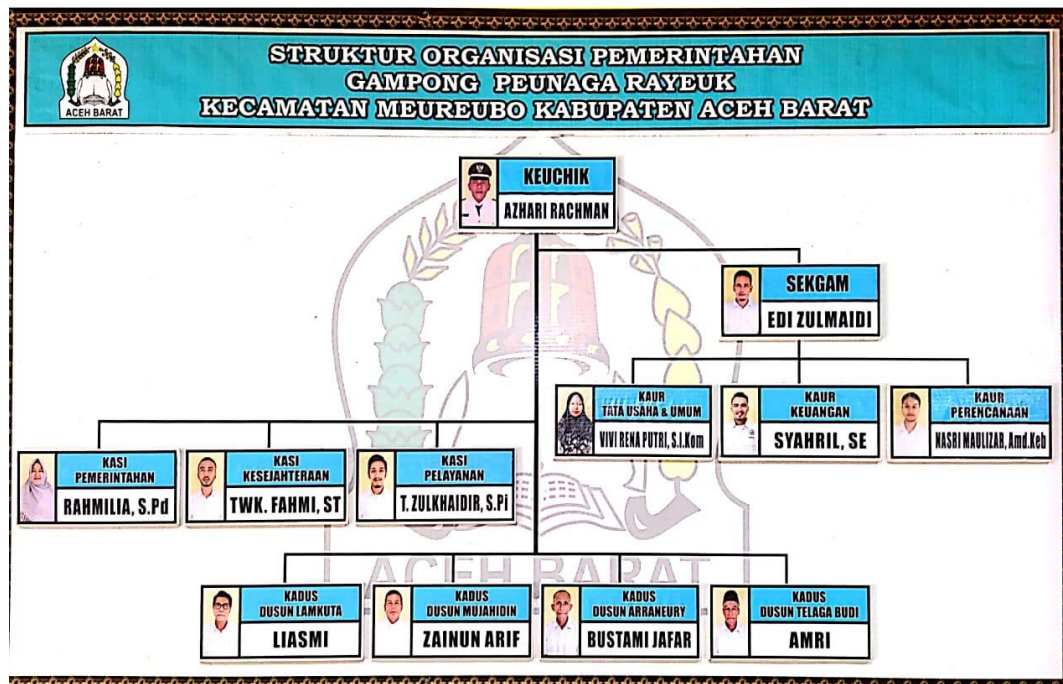 STRUKTUR ORGANISASI PEMERINTAHAN
GAMPONG PEUNAGA RAYEUK
KECAMATAN MEUREUBO KABUPATEN ACEH BARAT
ACEH BARAT
KEUCHIK
AZHARI RACHMAN
SEKGAM
EDI ZULMAIDI
KAUR
TATA USAHA & UMUM
VIVI RENA PUTRI, S.I.Kom
KAUR
KEUANGAN
SYAHRIL, SE
KAUR
PERENCANAAN
NASRI MAULIZAR, Amd.Keb
KASI
PEMERINTAHAN
RAHMILIA, S.Pd
KASI
KESEJAHTERAAN
TWK. FAHMI, ST
KASI
PELAYANAN
T. ZULKHAIDIR, S.Pi
ACEH BARAT
KADUS
DUSUN LAMKUTA
LIASMI
KADUS
DUSUN MUJAHIDIN
ZAINUN ARIF
KADUS
DUSUN ARRANEURY
BUSTAMI JAFAR
KADUS
DUSUN TELAGA BUDI
AMRI